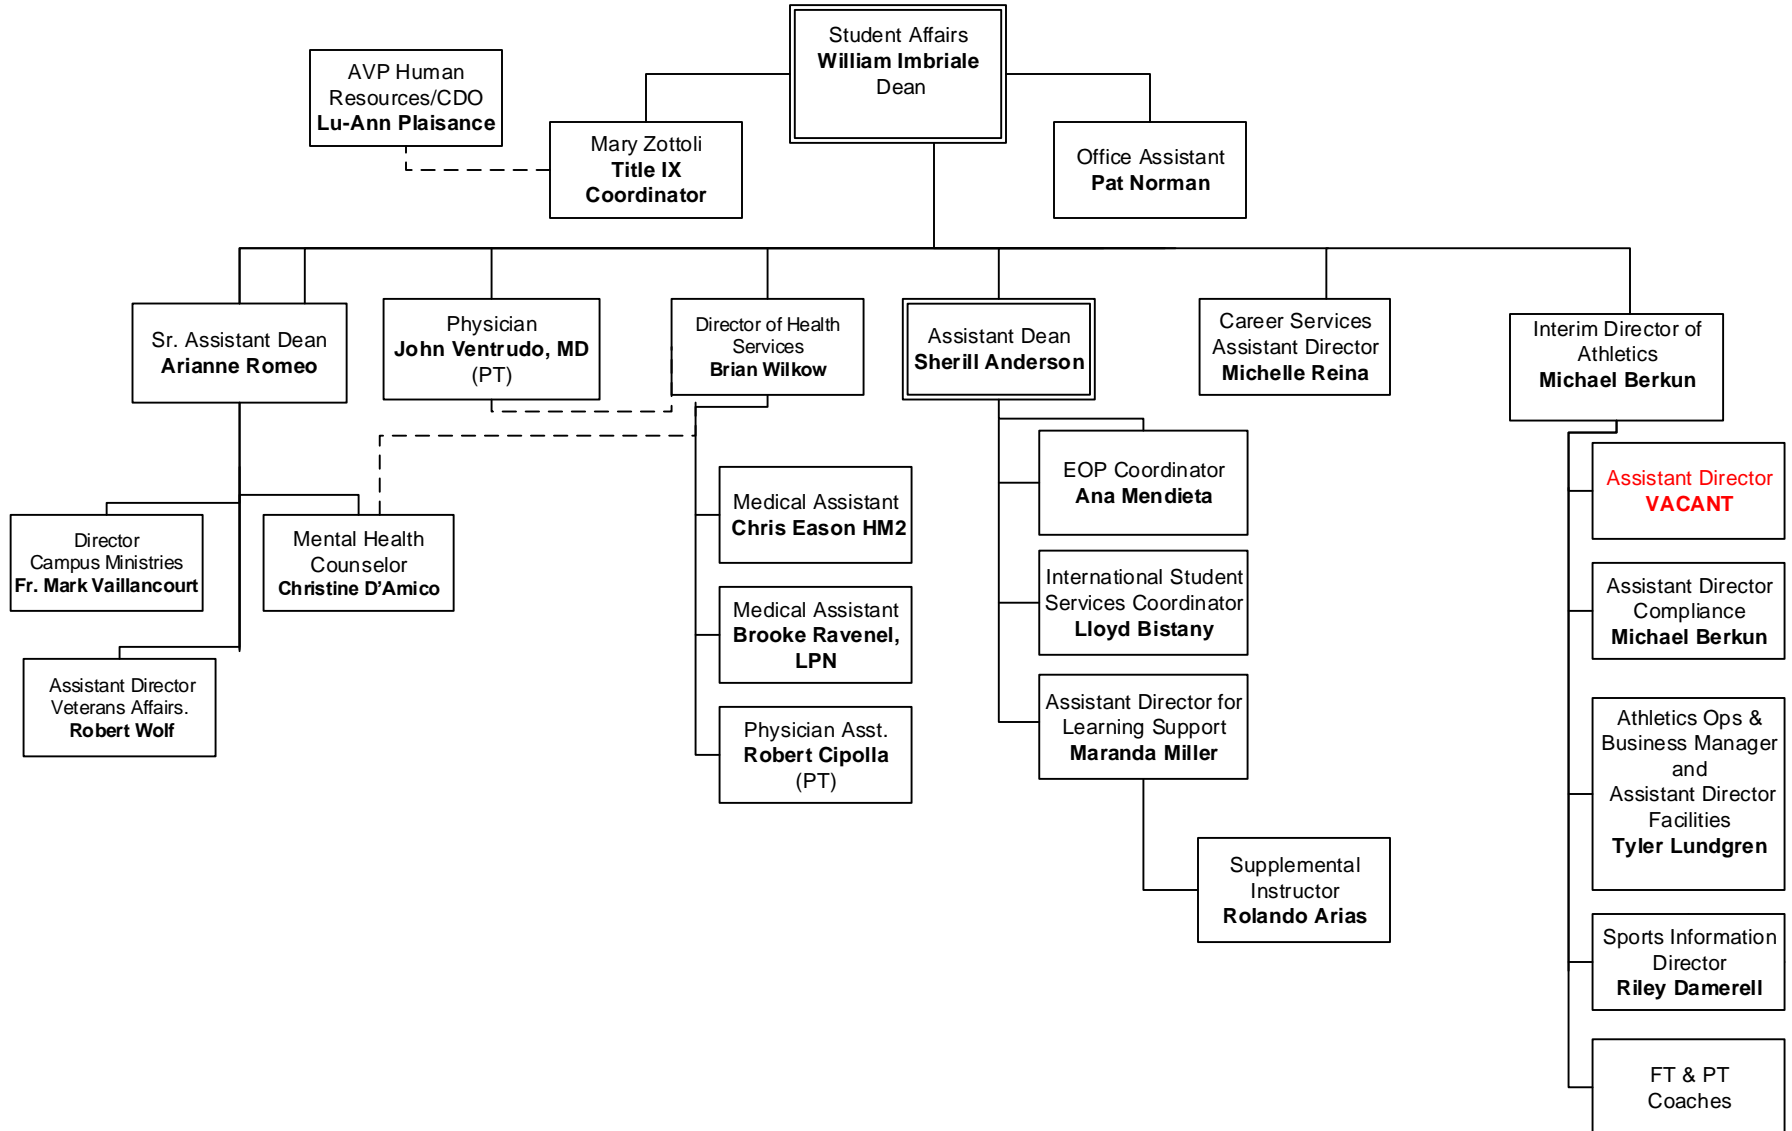 Student Affairs
William Imbriale
Dean
AVP Human
Resources/CDO
Lu-Ann Plaisance
Mary Zottoli
Title IX
Coordinator
Office Assistant
Pat Norman
Sr. Assistant Dean
Arianne Romeo
Physician
John Ventrudo, MD
(PT)
Director of Health
Services
Brian Wilkow
Assistant Dean
Sherill Anderson
Career Services
Assistant Director
Michelle Reina
Interim Director of
Athletics
Michael Berkun
Director
Campus Ministries
Fr. Mark Vaillancourt
Mental Health
Counselor
Christine D'Amico
Assistant Director
Veterans Affairs.
Robert Wolf
Medical Assistant
Chris Eason HM2
Medical Assistant
Brooke Ravenel,
LPN
Physician Asst.
Robert Cipolla
(PT)
EOP Coordinator
Ana Mendieta
International Student
Services Coordinator
Lloyd Bistany
Assistant Director for
Learning Support
Maranda Miller
Supplemental
Instructor
Rolando Arias
Assistant Director
VACANT
Assistant Director
Compliance
Michael Berkun
Athletics Ops &
Business Manager
and
Assistant Director
Facilities
Tyler Lundgren
Sports Information
Director
Riley Damerell
FT & PT
Coaches